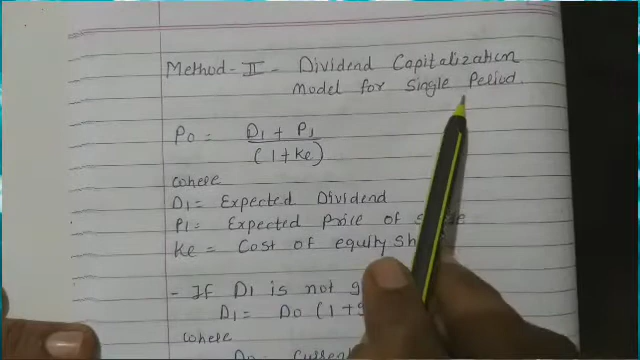 Method-II - Dividend Capitalization
Model for Single Period.
P0 = D1 + P1
(1+Ke)
where
D1= Expected Dividend
P1= Expected Price of
Ke = Cost of equity
- If D1 is not
D1= D0 (1+
where
D0